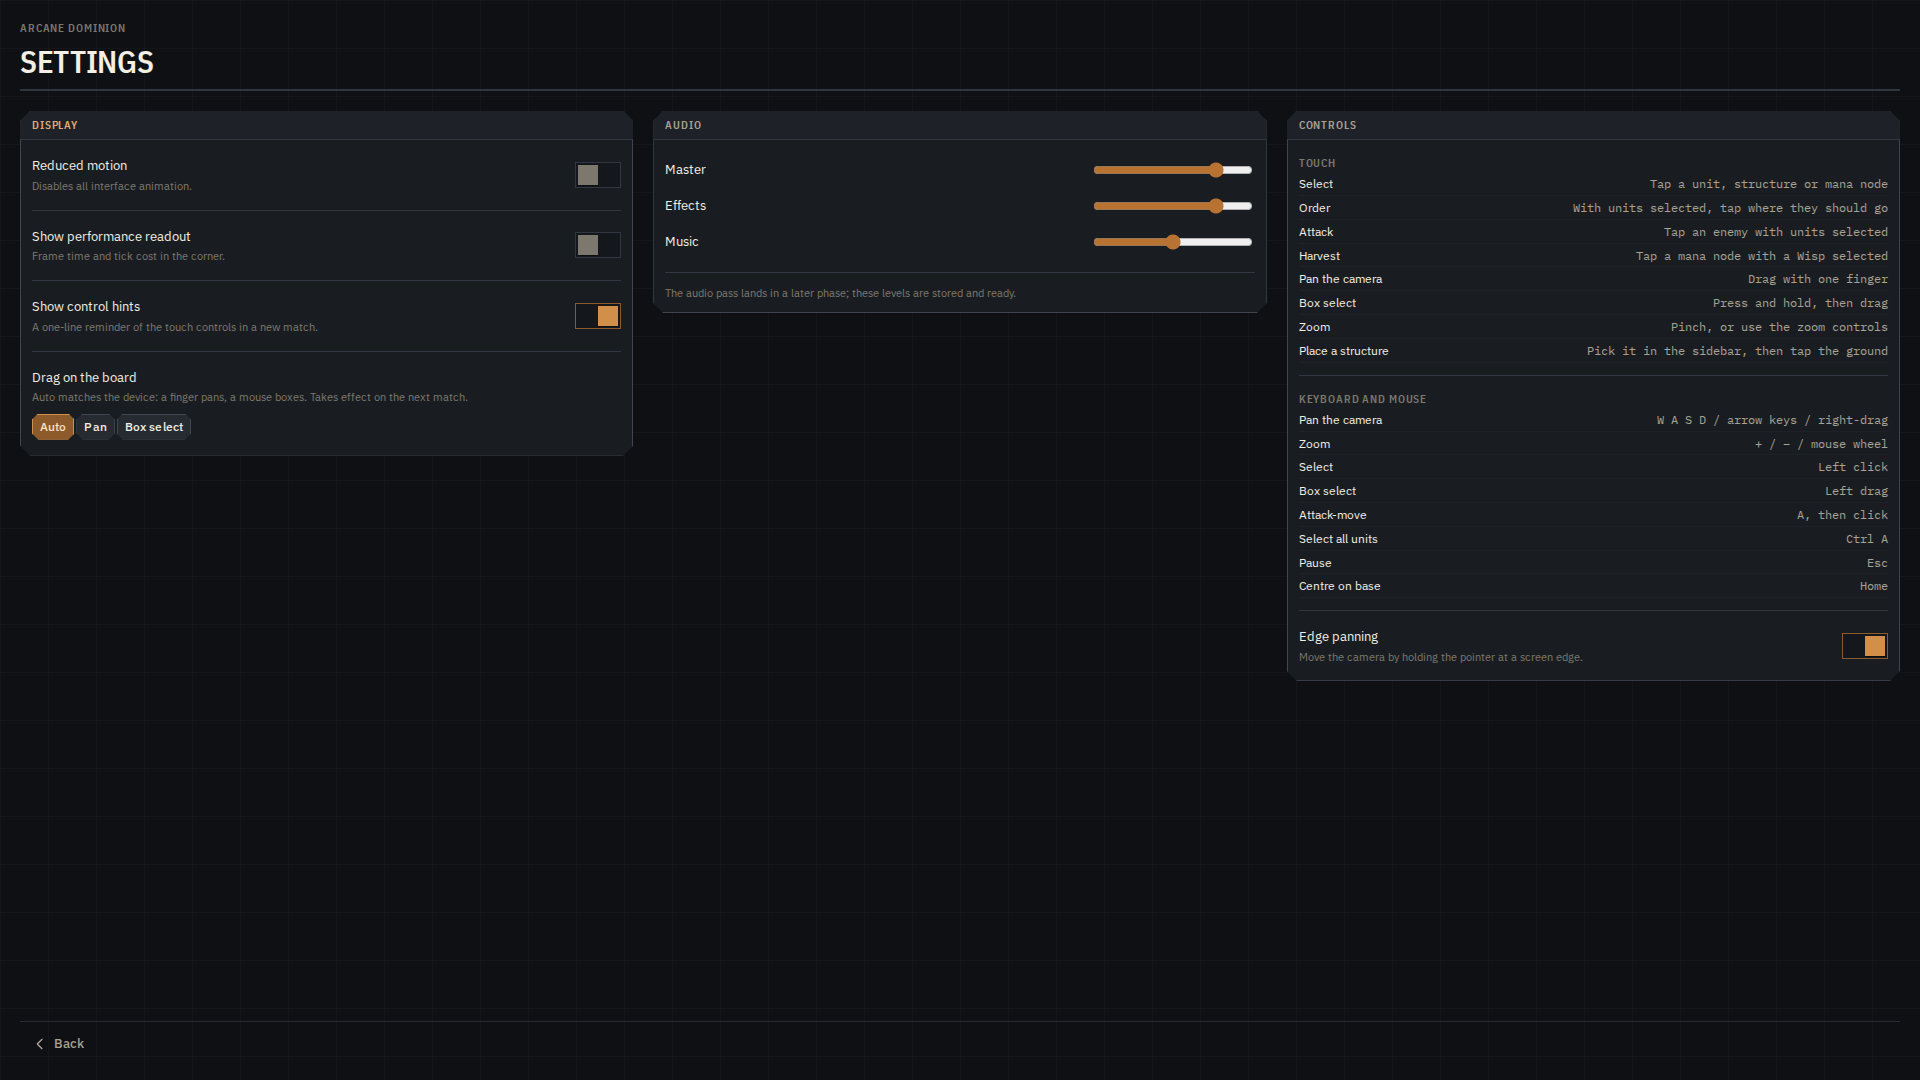 ARCANE DOMINION
SETTINGS
DISPLAY
Reduced motion
Disables all interface animation.
Show performance readout
Frame time and tick cost in the corner.
Show control hints
A one-line reminder of the touch controls in a new match.
Drag on the board
Auto matches the device: a finger pans, a mouse boxes. Takes effect on the next match.
Auto Pan Box select
AUDIO
Master
Effects
Music
The audio pass lands in a later phase; these levels are stored and ready.
CONTROLS
TOUCH
Select Tap a unit, structure or mana node
Order With units selected, tap where they should go
Attack Tap an enemy with units selected
Harvest Tap a mana node with a Wisp selected
Pan the camera Drag with one finger
Box select Press and hold, then drag
Zoom Pinch, or use the zoom controls
Place a structure Pick it in the sidebar, then tap the ground
KEYBOARD AND MOUSE
Pan the camera W A S D / arrow keys / right-drag
Zoom + / − / mouse wheel
Select Left click
Box select Left drag
Attack-move A, then click
Select all units Ctrl A
Pause Esc
Centre on base Home
Edge panning
Move the camera by holding the pointer at a screen edge.
Back